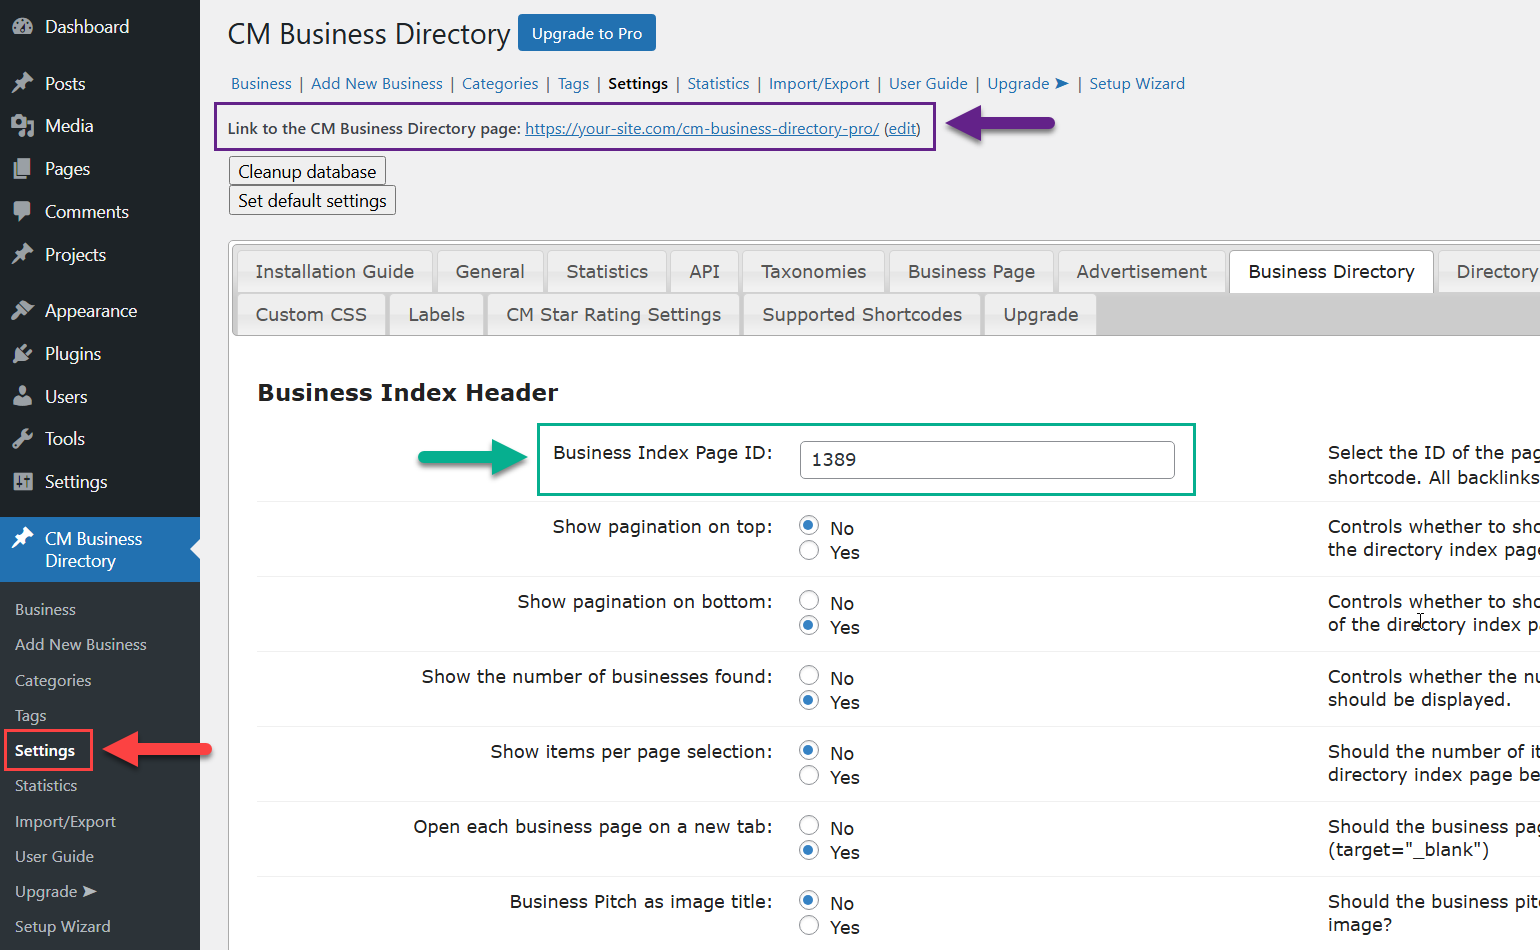 Dashboard
Posts
Media
Pages
Comments
Projects
Appearance
Plugins
Users
Tools
Settings
CM Business
Directory
Business
Add New Business
Categories
Tags
Settings
Statistics
Import/Export
User Guide
Upgrade ➤
Setup Wizard
CM Business Directory Upgrade to Pro
Business | Add New Business | Categories | Tags | Settings | Statistics | Import/Export | User Guide | Upgrade ➤ | Setup Wizard
Link to the CM Business Directory page: https://your-site.com/cm-business-directory-pro/ (edit)
Cleanup database
Set default settings
Installation Guide General Statistics API Taxonomies Business Page Advertisement Business Directory Directory
Custom CSS Labels CM Star Rating Settings Supported Shortcodes Upgrade
Business Index Header
Business Index Page ID: 1389
Select the ID of the
shortcode. All backlinks
Show pagination on top: No
Yes
Controls whether to
the directory index
Show pagination on bottom: No
Yes
Controls whether to
of the directory index
Show the number of businesses found: No
Yes
Controls whether the
should be displayed.
Show items per page selection: No
Yes
Should the number of
directory index page
Open each business page on a new tab: No
Yes
Should the business
(target="_blank")
Business Pitch as image title: No
Yes
Should the business
image?